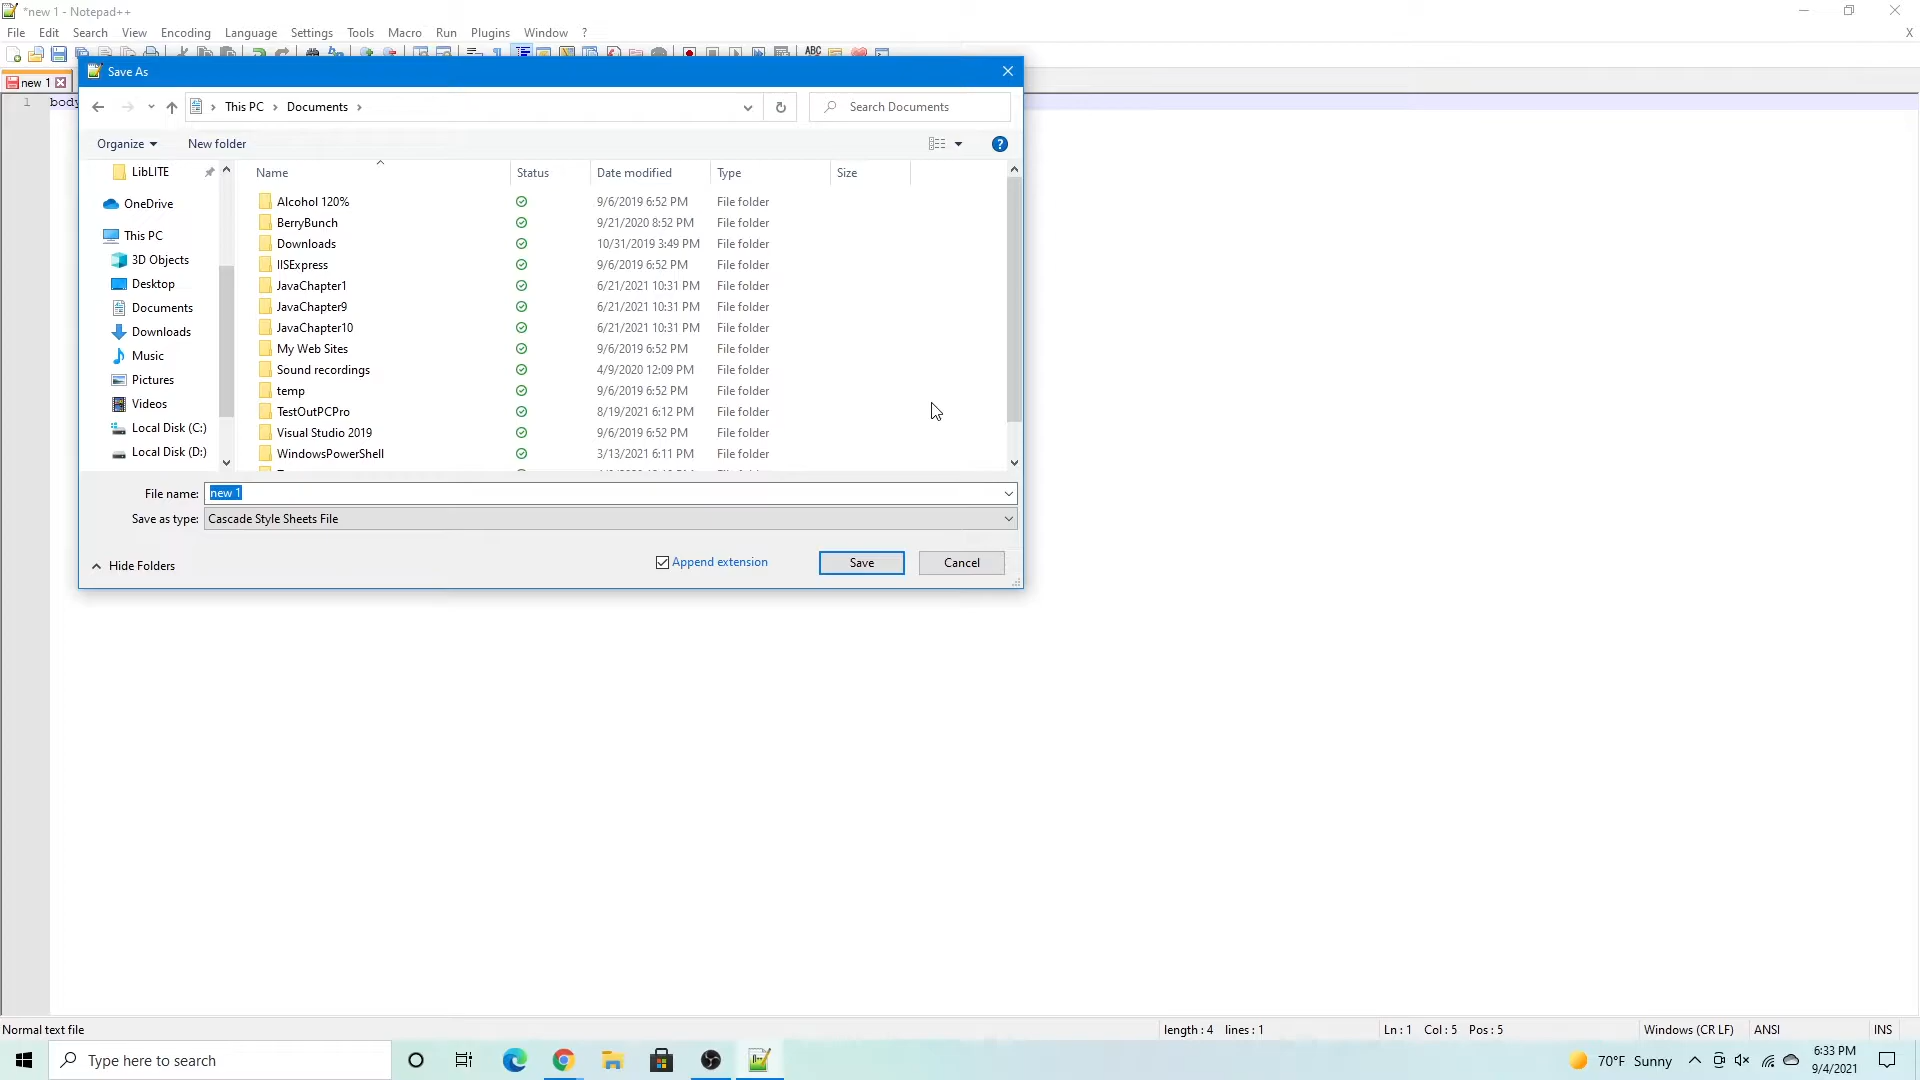 *new 1 - Notepad++
File Edit Search View Encoding Language Settings Tools Macro Run Plugins Window ? X
new 1
Save As
This PC Documents
Search Documents
Organize New folder
Name Status Date modified Type Size
LibLITE
OneDrive
This PC
3D Objects
Desktop
Documents
Downloads
Music
Pictures
Videos
Local Disk (C:)
Local Disk (D:)
Alcohol 120% 9/6/2019 6:52 PM File folder
BerryBunch 9/21/2020 8:52 PM File folder
Downloads 10/31/2019 3:49 PM File folder
IISExpress 9/6/2019 6:52 PM File folder
JavaChapter1 6/21/2021 10:31 PM File folder
JavaChapter9 6/21/2021 10:31 PM File folder
JavaChapter10 6/21/2021 10:31 PM File folder
My Web Sites 9/6/2019 6:52 PM File folder
Sound recordings 4/9/2020 12:09 PM File folder
temp 9/6/2019 6:52 PM File folder
TestOutPCPro 8/19/2021 6:12 PM File folder
Visual Studio 2019 9/6/2019 6:52 PM File folder
WindowsPowerShell 3/13/2021 6:11 PM File folder
File name: new 1
Save as type: Cascade Style Sheets File
Hide Folders Append extension Save Cancel
1 body
Normal text file length : 4 lines : 1 Ln : 1 Col : 5 Pos : 5 Windows (CR LF) ANSI INS
Type here to search
70°F Sunny
6:33 PM
9/4/2021